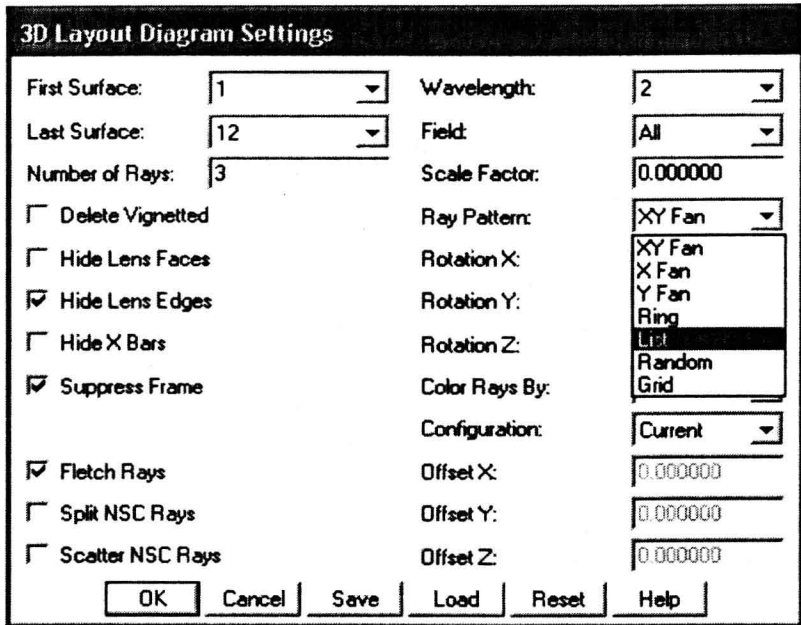 3D Layout Diagram Settings
First Surface: 1 Wavelength: 2
Last Surface: 12 Field: All
Number of Rays: 3 Scale Factor: 0.000000
Delete Vignetted Ray Pattern: XY Fan
XY Fan
Hide Lens Faces Rotation X: X Fan
Y Fan
Hide Lens Edges Rotation Y: Ring
Hide X Bars Rotation Z: List
Random
Suppress Frame Color Rays By: Grid
Configuration: Current
Fletch Rays Offset X: 0.000000
Split NSC Rays Offset Y: 0.000000
Scatter NSC Rays Offset Z: 0.000000
OK Cancel Save Load Reset Help